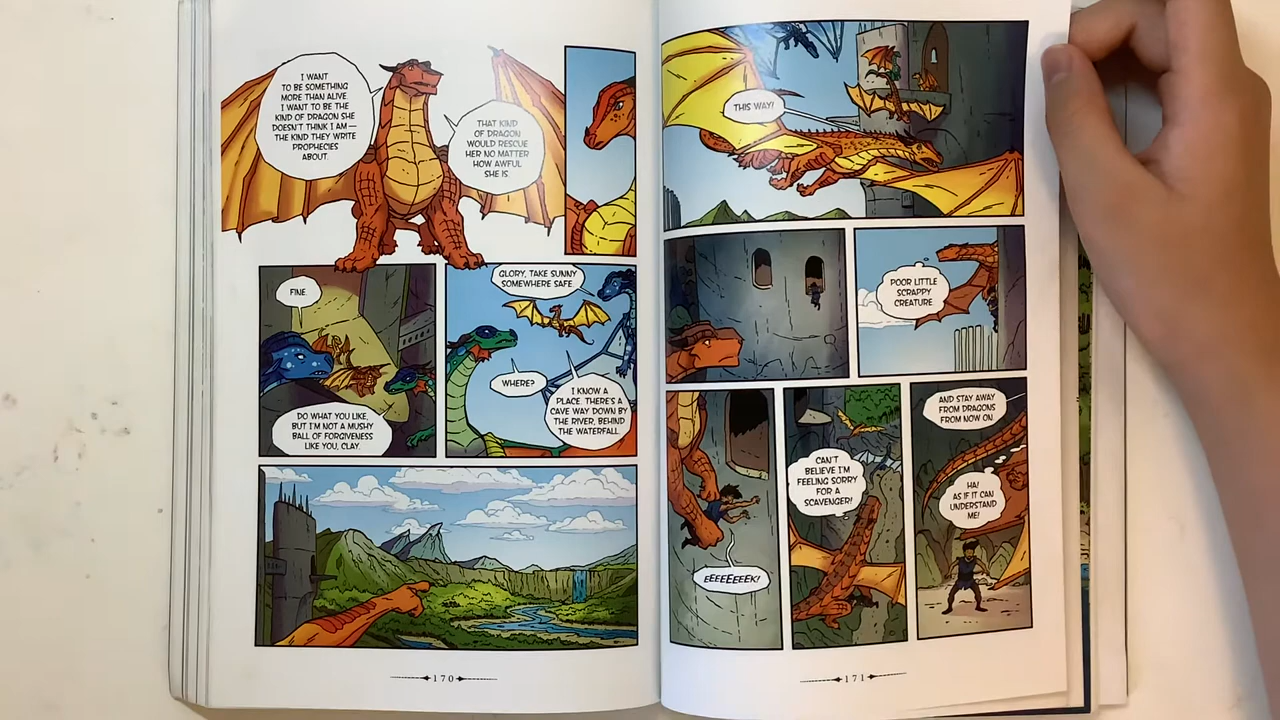 I WANT
TO BE SOMETHING
MORE THAN ALIVE.
I WANT TO BE THE
KIND OF DRAGON SHE
DOESN'T THINK I AM —
THE KIND THEY WRITE
PROPHECIES
ABOUT.
THAT KIND
OF DRAGON
WOULD RESCUE
HER NO MATTER
HOW AWFUL
SHE IS.
FINE.
DO WHAT YOU LIKE,
BUT I'M NOT A MUSHY
BALL OF FORGIVENESS
LIKE YOU, CLAY.
GLORY, TAKE SUNNY
SOMEWHERE SAFE.
WHERE?
I KNOW A
PLACE. THERE'S A
CAVE WAY DOWN BY
THE RIVER, BEHIND
THE WATERFALL.
170
THIS WAY!
POOR LITTLE
SCRAPPY
CREATURE.
EEEEEEEEK!
CAN'T
BELIEVE I'M
FEELING SORRY
FOR A
SCAVENGER!
AND STAY AWAY
FROM DRAGONS
FROM NOW ON.
HA!
AS IF IT CAN
UNDERSTAND
ME!
171